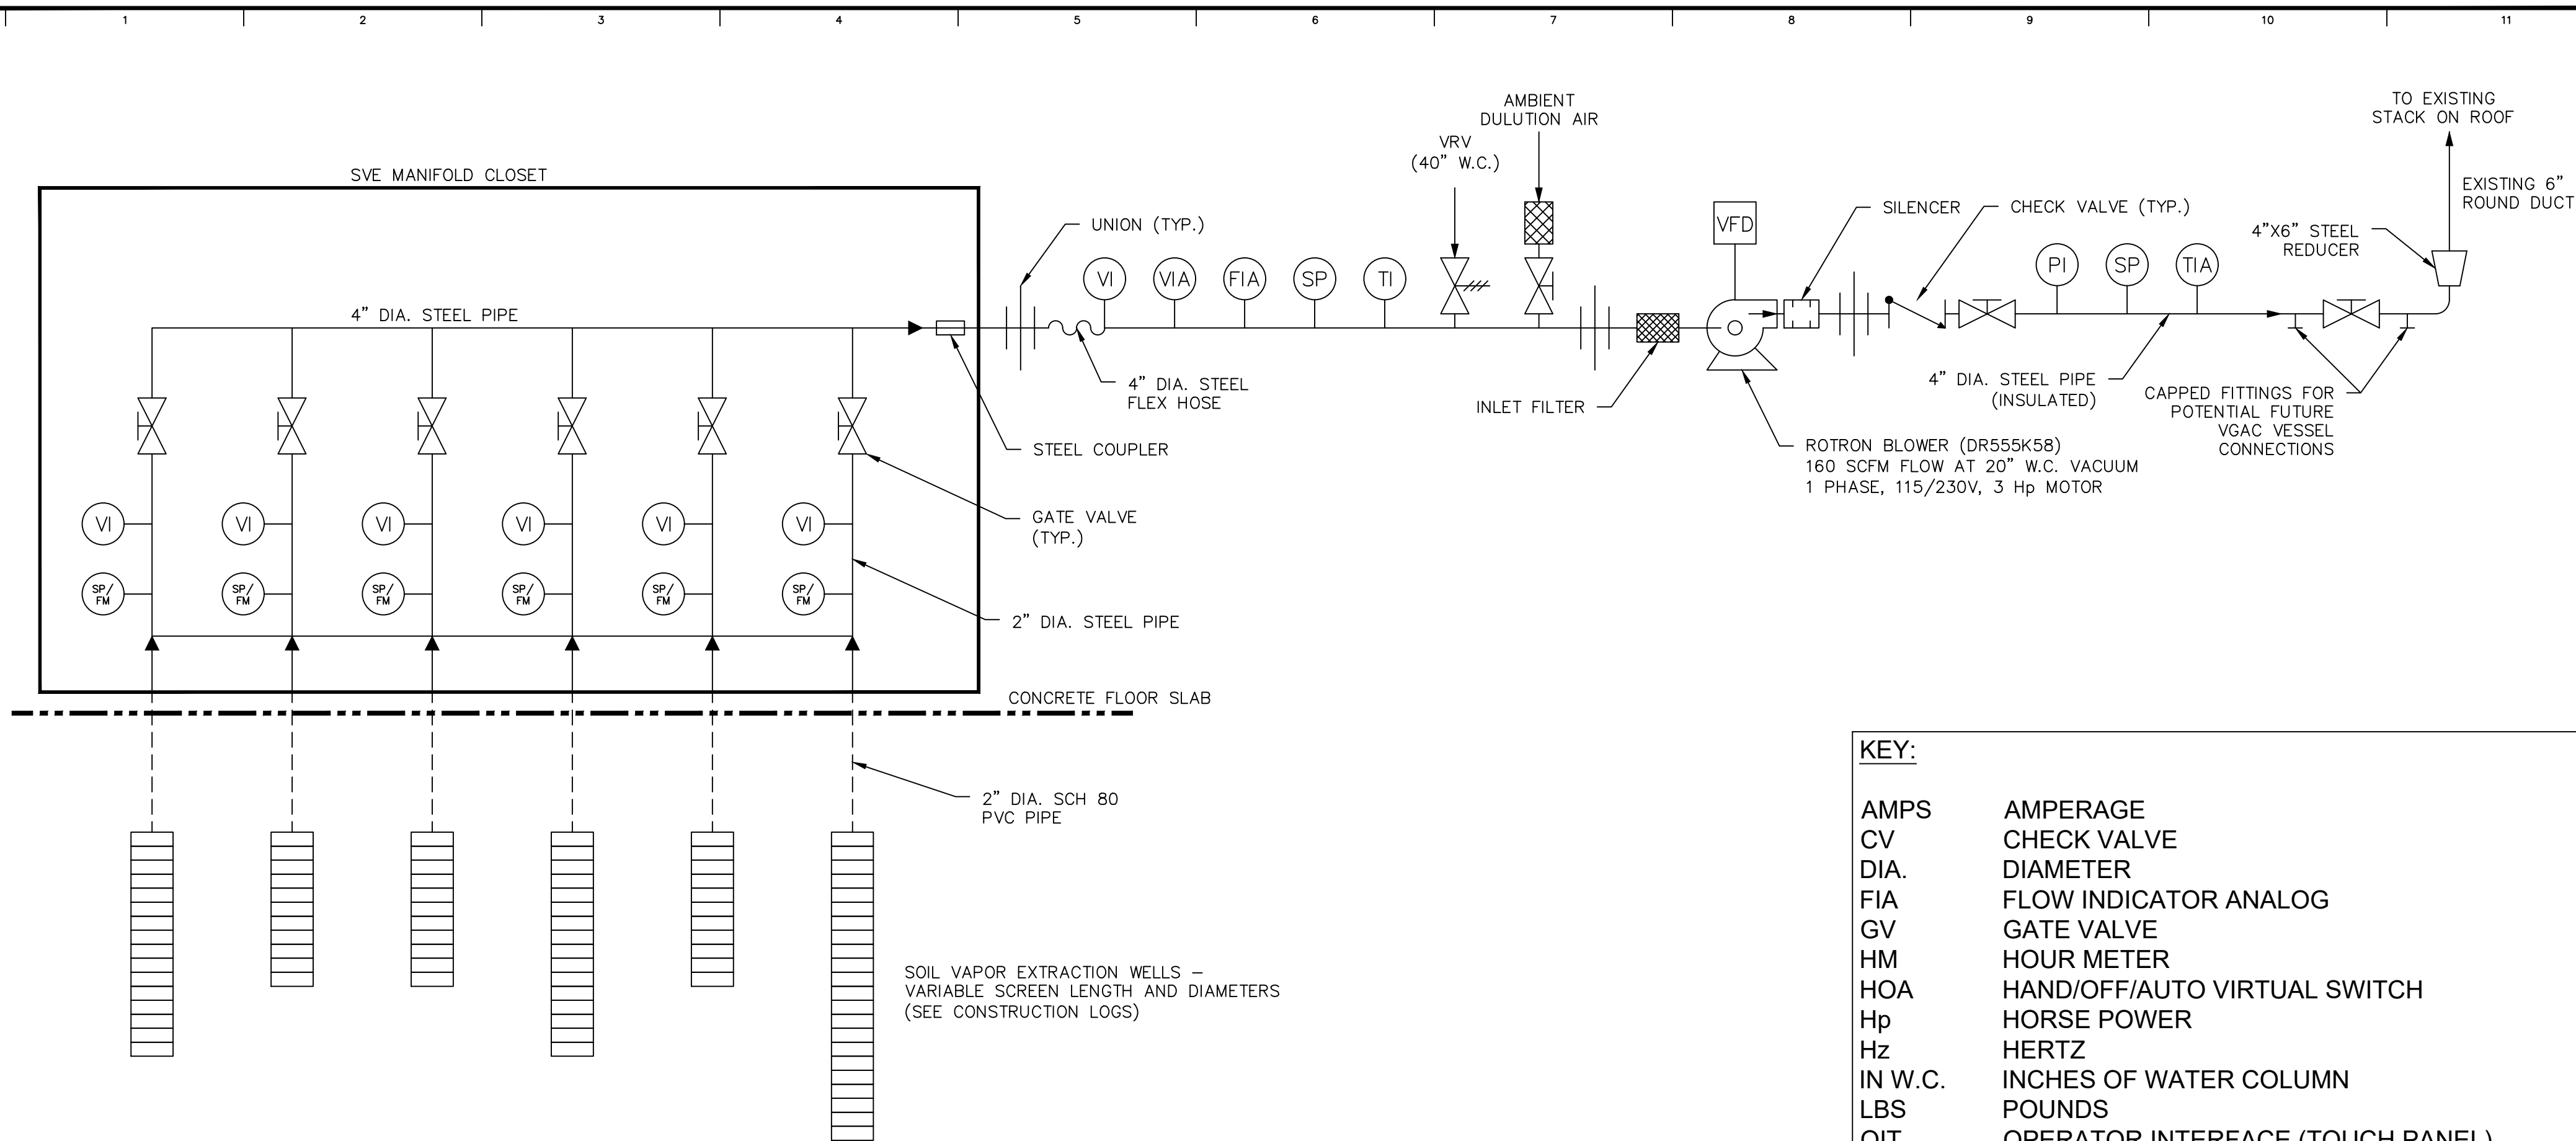 1 2 3 4 5 6 7 8 9 10 11
SVE MANIFOLD CLOSET
4" DIA. STEEL PIPE
VI VI VI VI VI VI
SP/ SP/ SP/ SP/ SP/ SP/
FM FM FM FM FM FM
UNION (TYP.)
VI VIA FIA SP TI
4" DIA. STEEL
FLEX HOSE
STEEL COUPLER
GATE VALVE
(TYP.)
2" DIA. STEEL PIPE
CONCRETE FLOOR SLAB
2" DIA. SCH 80
PVC PIPE
SOIL VAPOR EXTRACTION WELLS –
VARIABLE SCREEN LENGTH AND DIAMETERS
(SEE CONSTRUCTION LOGS)
VRV
(40" W.C.)
AMBIENT
DULUTION AIR
INLET FILTER
VFD
SILENCER
CHECK VALVE (TYP.)
ROTRON BLOWER (DR555K58)
160 SCFM FLOW AT 20" W.C. VACUUM
1 PHASE, 115/230V, 3 Hp MOTOR
PI SP TIA
4" DIA. STEEL PIPE
(INSULATED)
CAPPED FITTINGS FOR
POTENTIAL FUTURE
VGAC VESSEL
CONNECTIONS
4"X6" STEEL
REDUCER
TO EXISTING
STACK ON ROOF
EXISTING 6"
ROUND DUCT
KEY:
AMPS AMPERAGE
CV CHECK VALVE
DIA. DIAMETER
FIA FLOW INDICATOR ANALOG
GV GATE VALVE
HM HOUR METER
HOA HAND/OFF/AUTO VIRTUAL SWITCH
Hp HORSE POWER
Hz HERTZ
IN W.C. INCHES OF WATER COLUMN
LBS POUNDS
OIT OPERATOR INTERFACE (TOUCH PANEL)